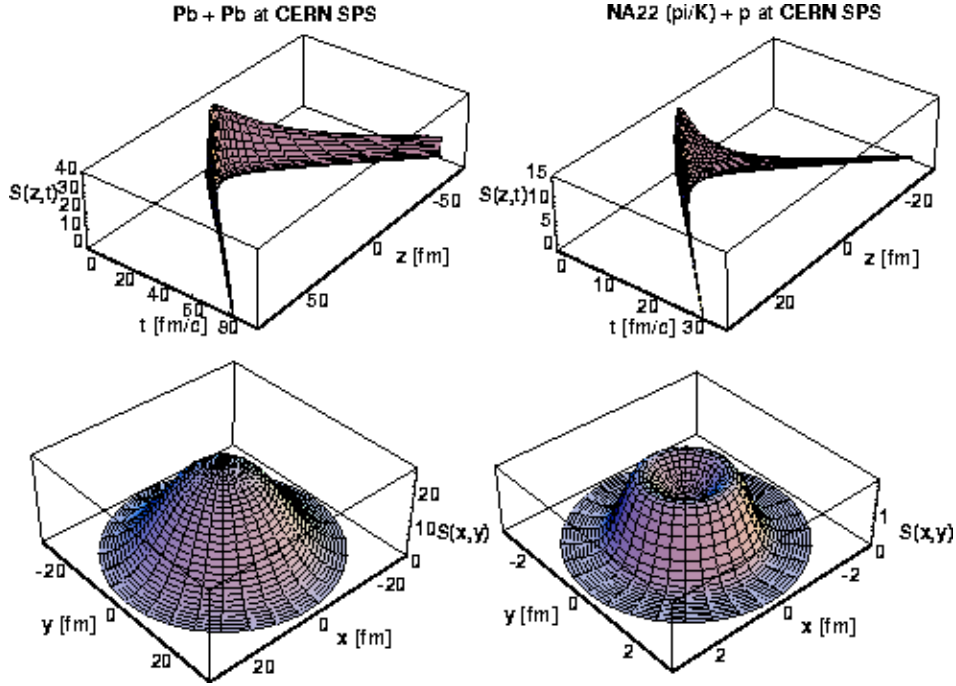 Pb + Pb at CERN SPS
NA22 (pi/K) + p at CERN SPS
40
30
20
10
0
S(z,t)
0
20
40
60
80
t [fm/c]
50
0
-50
z [fm]
15
10
5
0
S(z,t)
0
10
20
30
t [fm/c]
20
0
-20
z [fm]
20
10
0
S(x,y)
-20
0
20
y [fm]
-20
0
20
x [fm]
1
0
S(x,y)
-2
0
2
y [fm]
-2
0
2
x [fm]